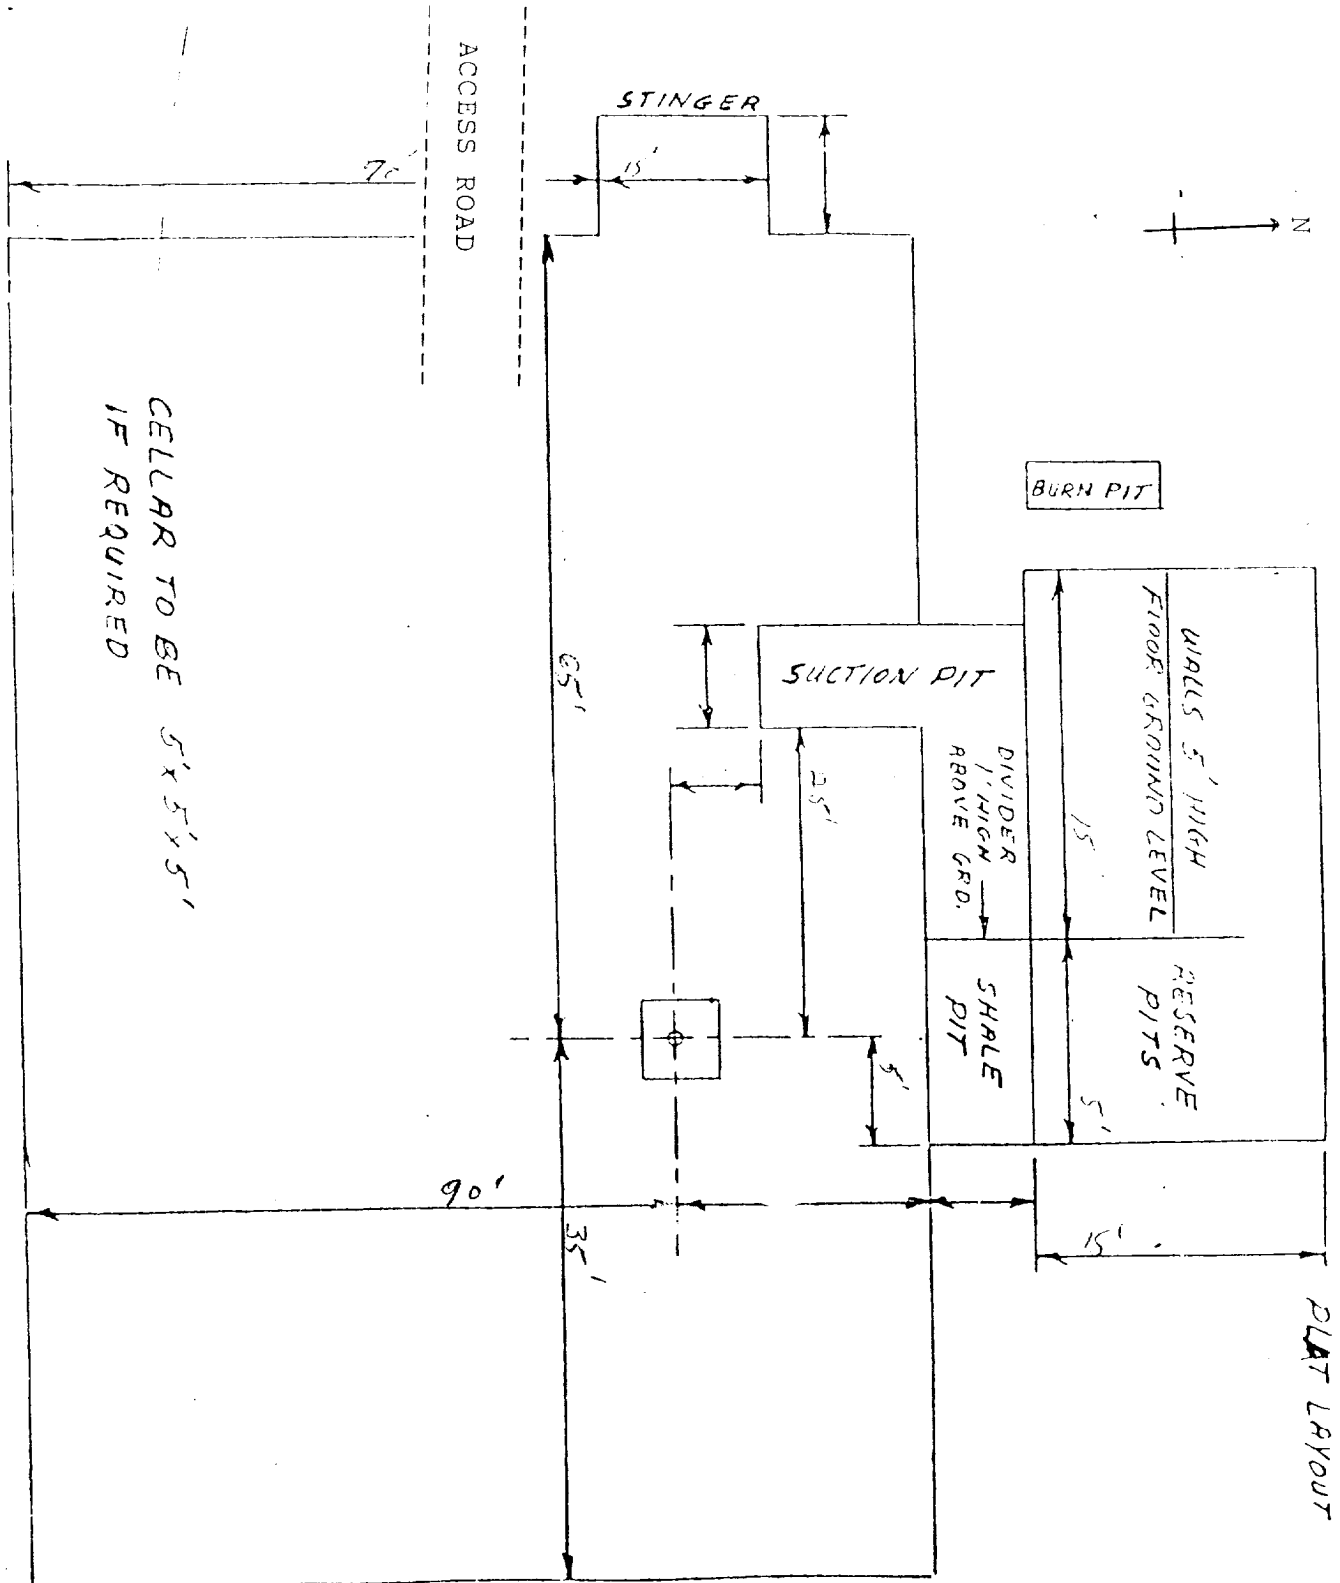 PLAT LAYOUT
N
ACCESS ROAD
STINGER
15'
70'
BURN PIT
WALLS 5' HIGH
FLOOR GROUND LEVEL
15
RESERVE
PITS
5'
SUCTION PIT
DIVIDER
1' HIGH
ABOVE GRD.
SHALE
PIT
65'
25'
5'
90'
35'
15'
CELLAR TO BE 5'x5'x5'
IF REQUIRED